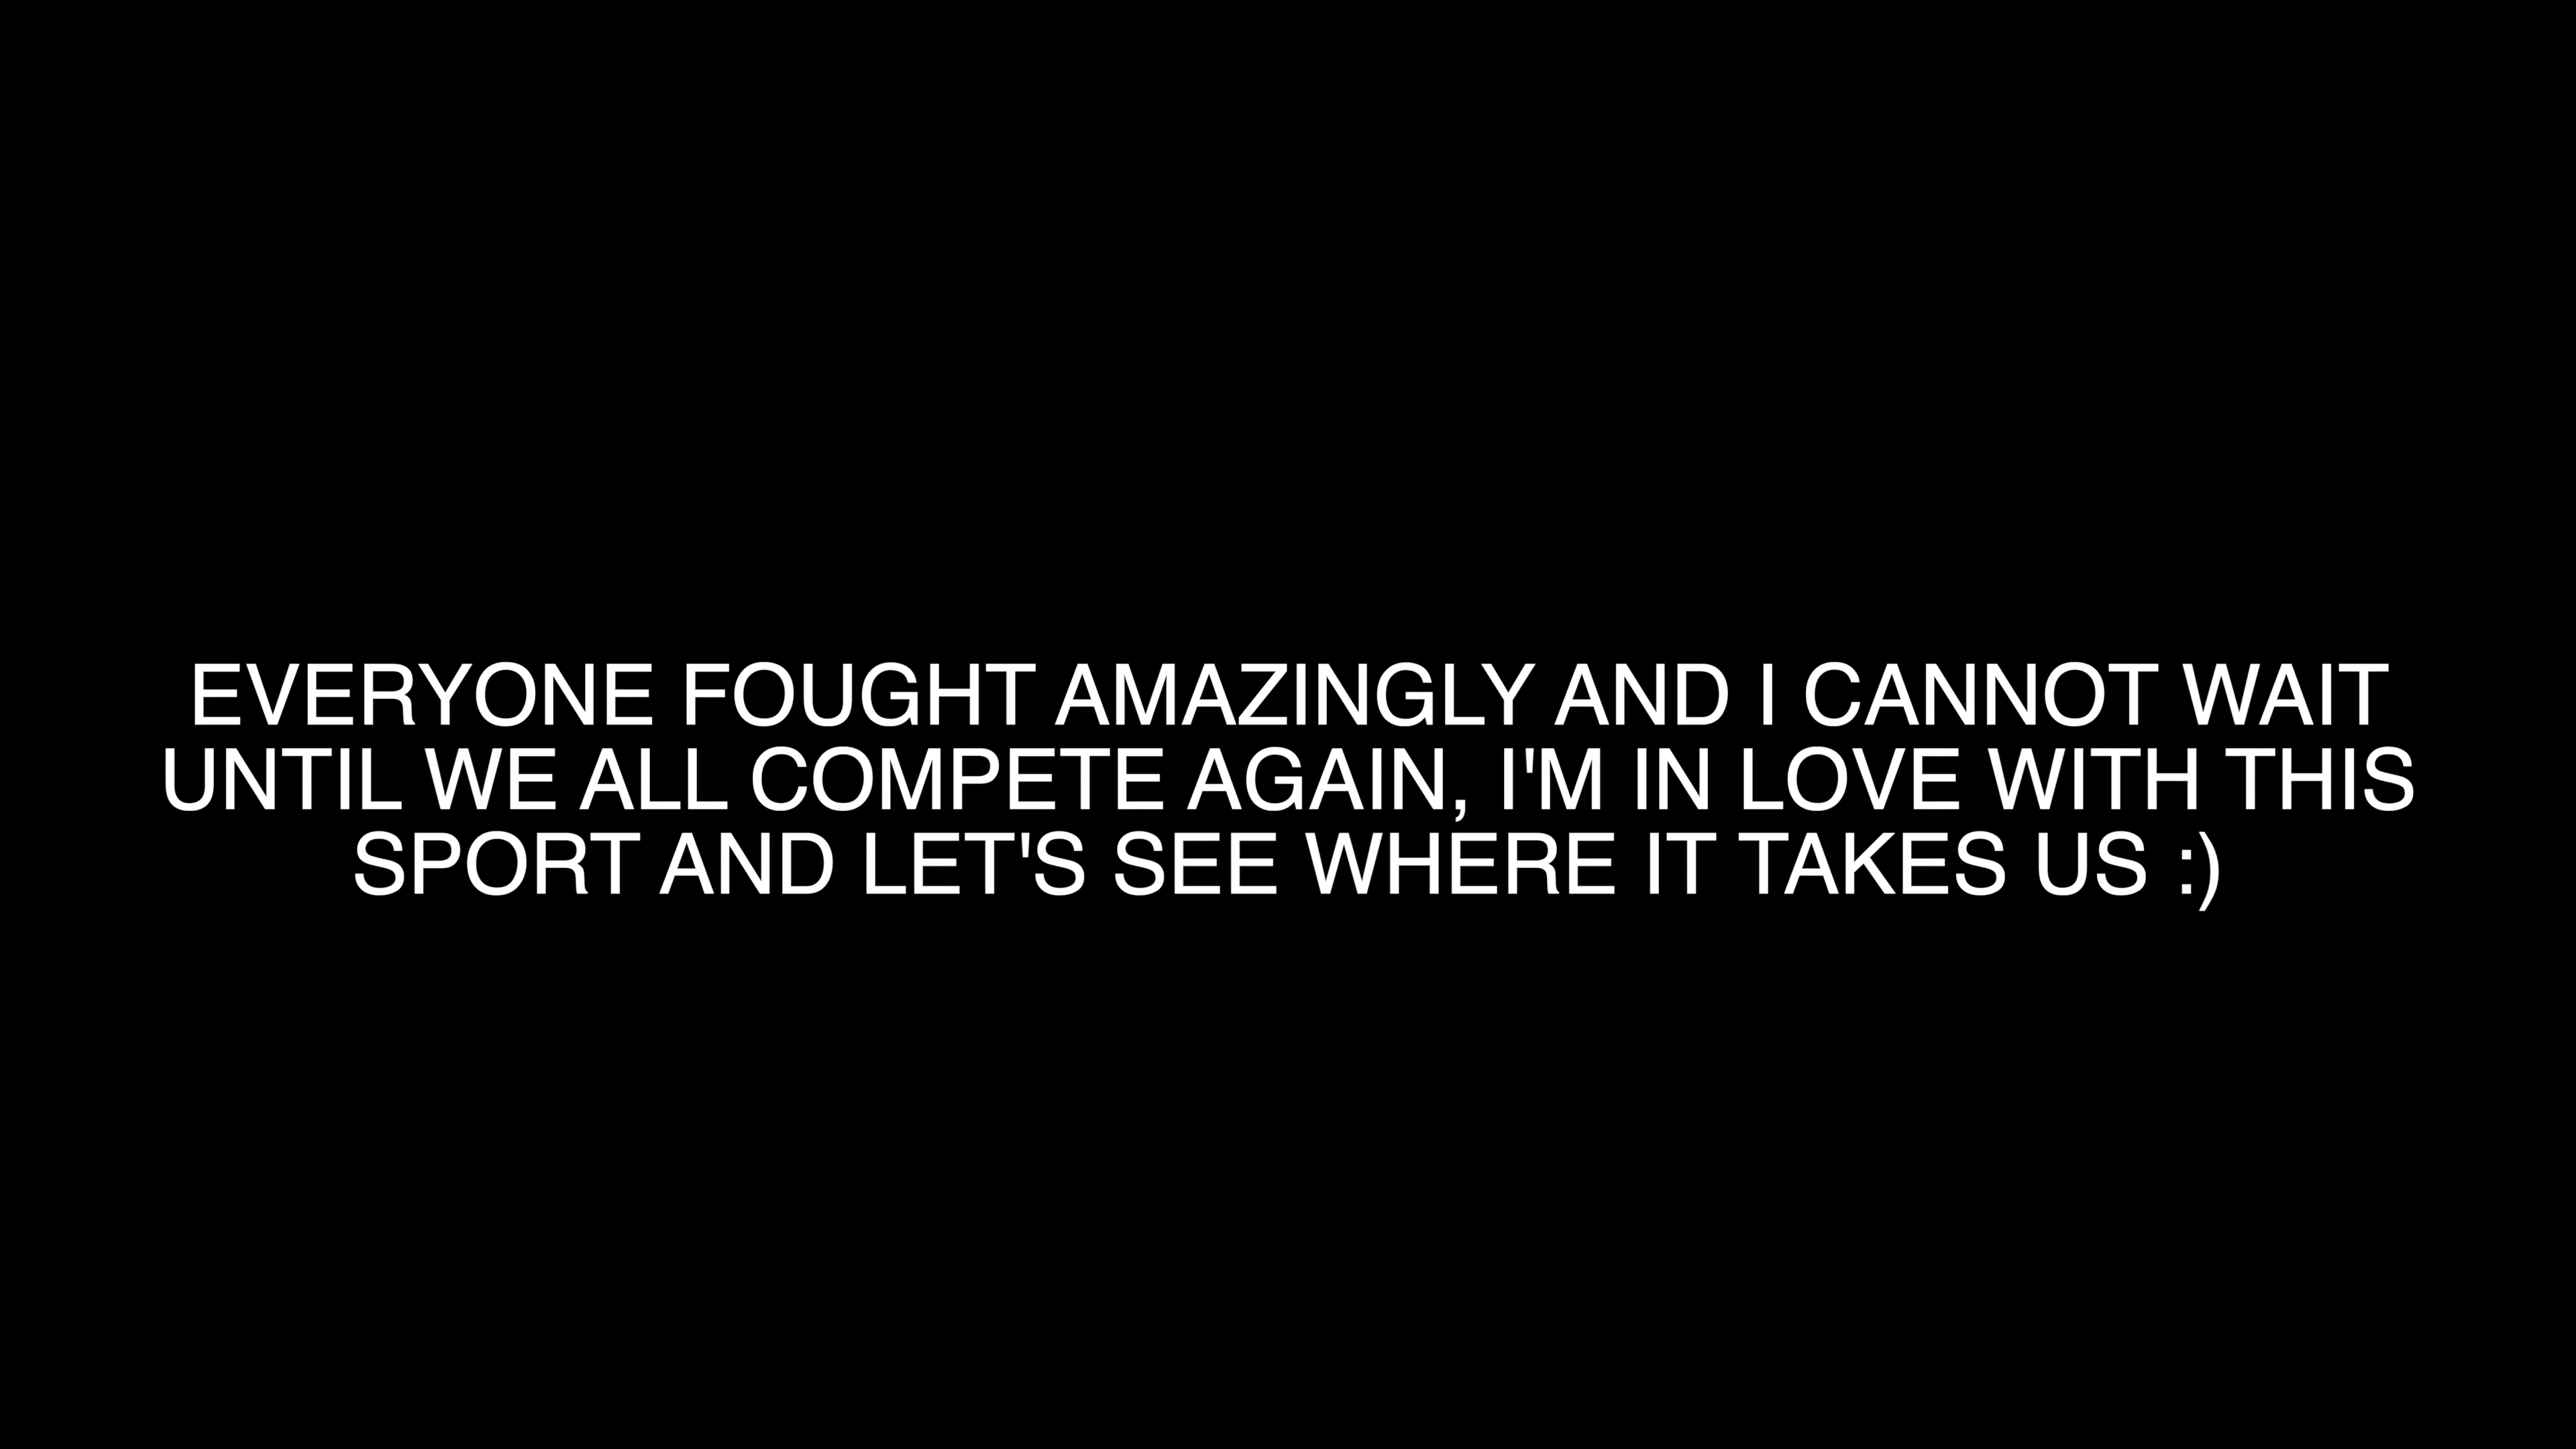 EVERYONE FOUGHT AMAZINGLY AND I CANNOT WAIT
UNTIL WE ALL COMPETE AGAIN, I'M IN LOVE WITH THIS
SPORT AND LET'S SEE WHERE IT TAKES US :)